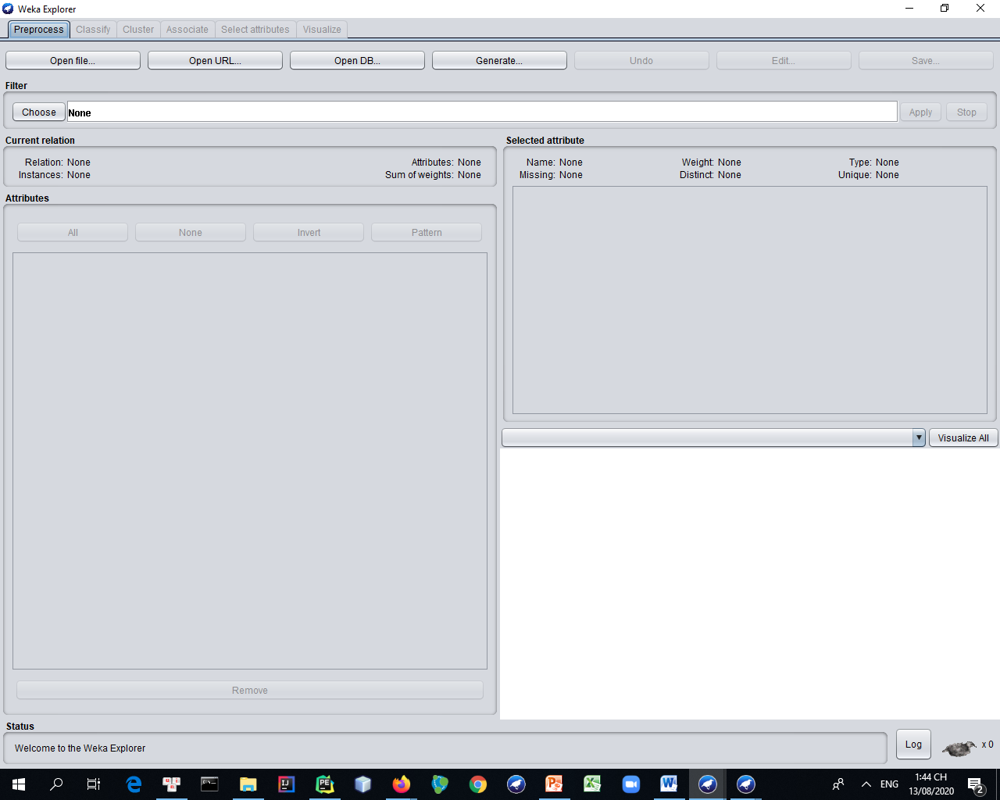 Weka Explorer
Preprocess Classify Cluster Associate Select attributes Visualize
Open file... Open URL... Open DB... Generate... Undo Edit... Save...
Filter
Choose None Apply Stop
Current relation
Relation: None Attributes: None
Instances: None Sum of weights: None
Selected attribute
Name: None Weight: None Type: None
Missing: None Distinct: None Unique: None
Attributes
All None Invert Pattern
Visualize All
Remove
Status
Welcome to the Weka Explorer
Log x 0
ENG 1:44 CH
13/08/2020
2